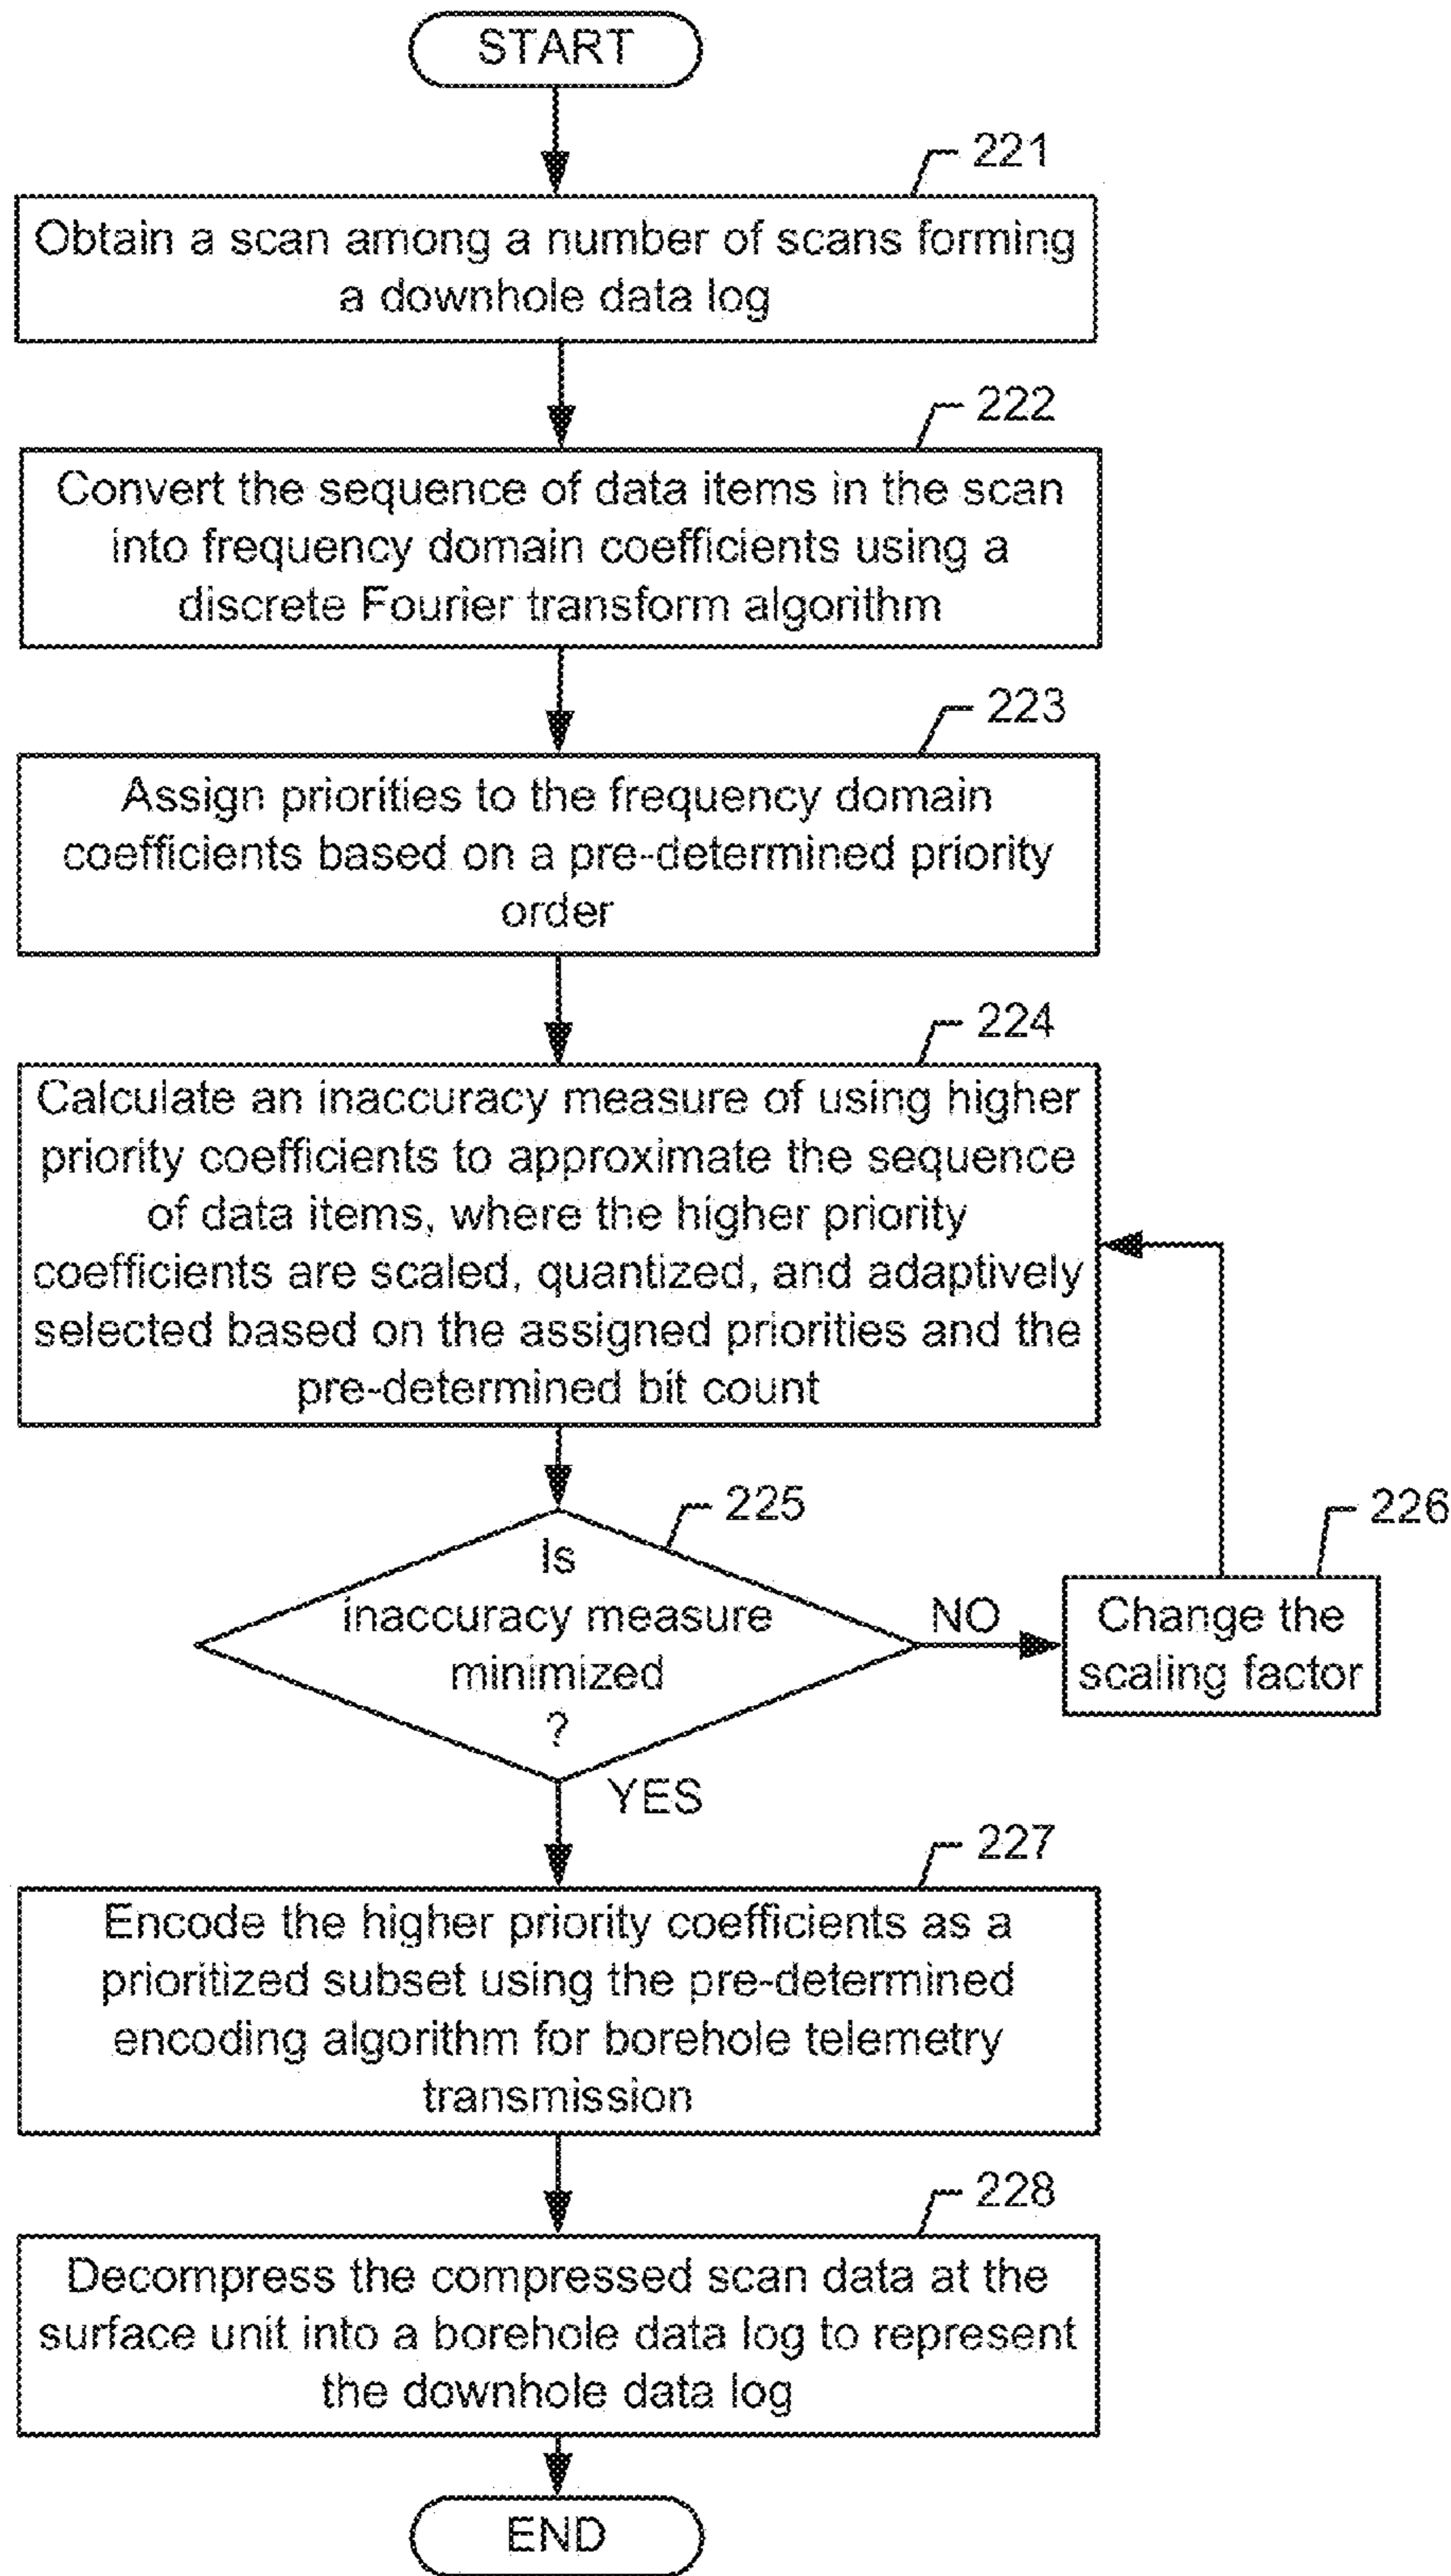 START
221
Obtain a scan among a number of scans forming
a downhole data log
222
Convert the sequence of data items in the scan
into frequency domain coefficients using a
discrete Fourier transform algorithm
223
Assign priorities to the frequency domain
coefficients based on a pre-determined priority
order
224
Calculate an inaccuracy measure of using higher
priority coefficients to approximate the sequence
of data items, where the higher priority
coefficients are scaled, quantized, and adaptively
selected based on the assigned priorities and the
pre-determined bit count
225
Is
inaccuracy measure
minimized
?
NO
226
Change the
scaling factor
YES
227
Encode the higher priority coefficients as a
prioritized subset using the pre-determined
encoding algorithm for borehole telemetry
transmission
228
Decompress the compressed scan data at the
surface unit into a borehole data log to represent
the downhole data log
END